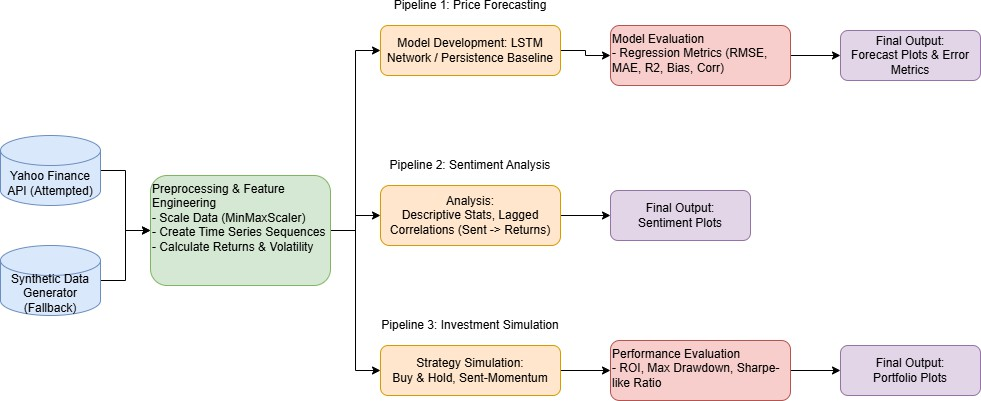 Pipeline 1: Price Forecasting
Model Development: LSTM
Network / Persistence Baseline
Model Evaluation
- Regression Metrics (RMSE,
MAE, R2, Bias, Corr)
Final Output:
Forecast Plots & Error
Metrics
Yahoo Finance
API (Attempted)
Synthetic Data
Generator
(Fallback)
Preprocessing & Feature
Engineering
- Scale Data (MinMaxScaler)
- Create Time Series Sequences
- Calculate Returns & Volatility
Pipeline 2: Sentiment Analysis
Analysis:
Descriptive Stats, Lagged
Correlations (Sent -> Returns)
Final Output:
Sentiment Plots
Pipeline 3: Investment Simulation
Strategy Simulation:
Buy & Hold, Sent-Momentum
Performance Evaluation
- ROI, Max Drawdown, Sharpe-
like Ratio
Final Output:
Portfolio Plots